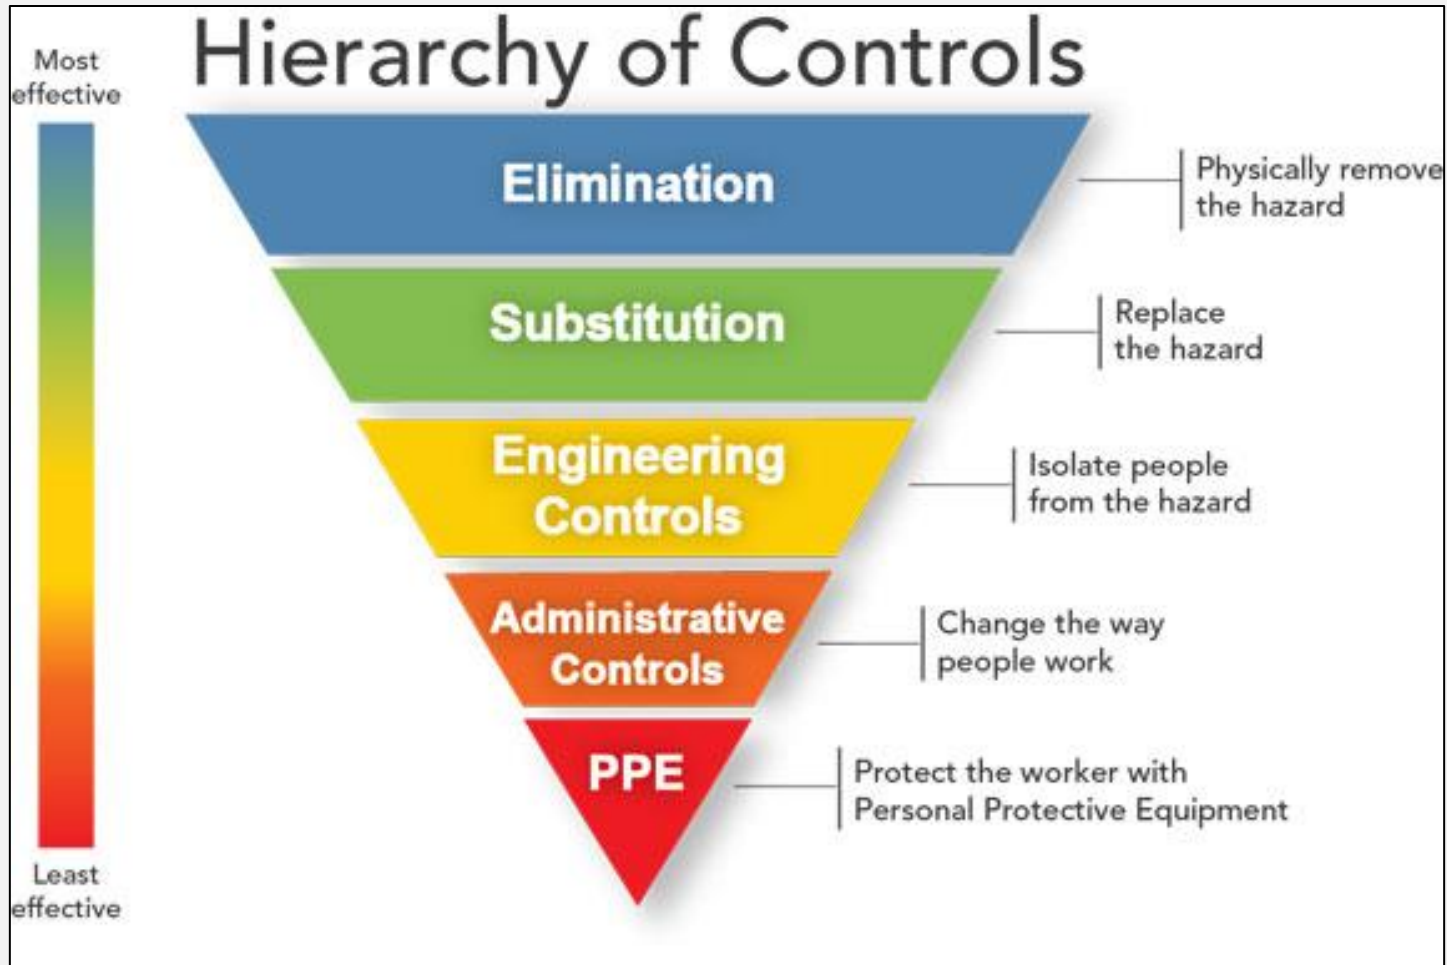 Hierarchy of Controls
Most
effective
Elimination
Physically remove
the hazard
Substitution
Replace
the hazard
Engineering
Controls
Isolate people
from the hazard
Administrative
Controls
Change the way
people work
PPE
Protect the worker with
Personal Protective Equipment
Least
effective